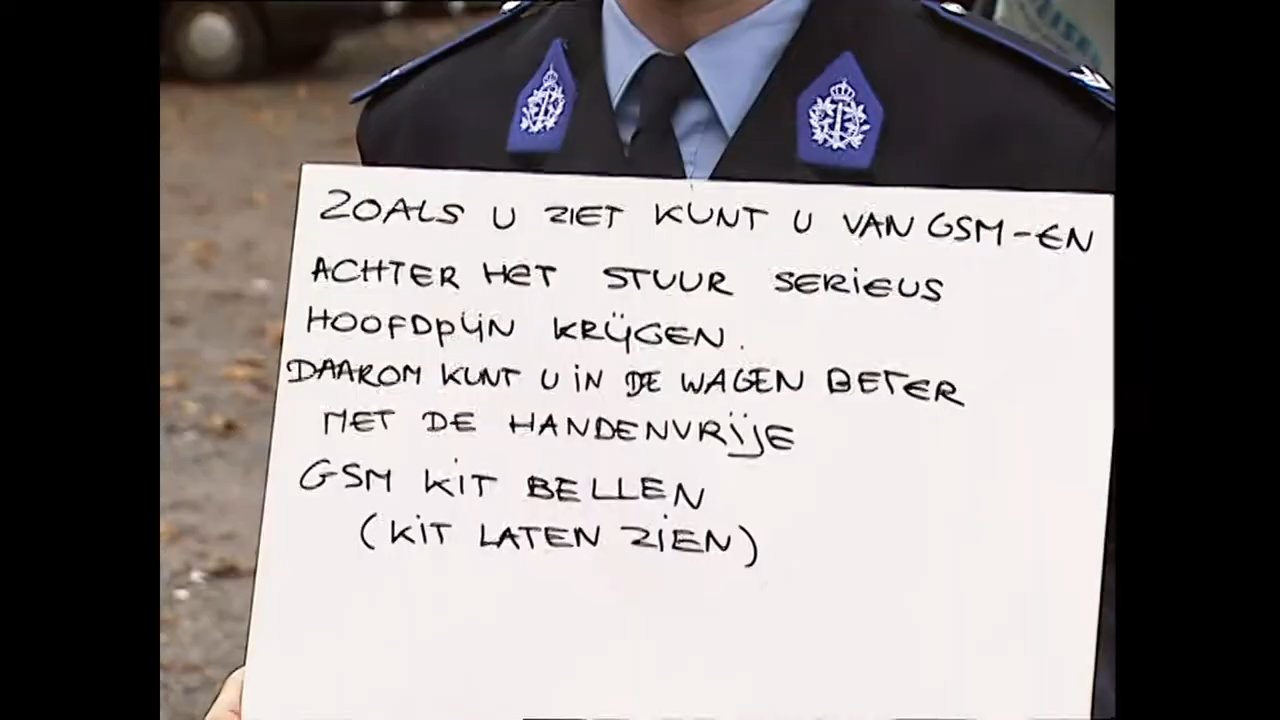 ZOALS U ZIET KUNT U VAN GSM-EN
ACHTER HET STUUR SERIEUS
HOOFDPIJN KRIJGEN.
DAAROM KUNT U IN DE WAGEN BETER
MET DE HANDENVRIJE
GSM KIT BELLEN
(KIT LATEN ZIEN)